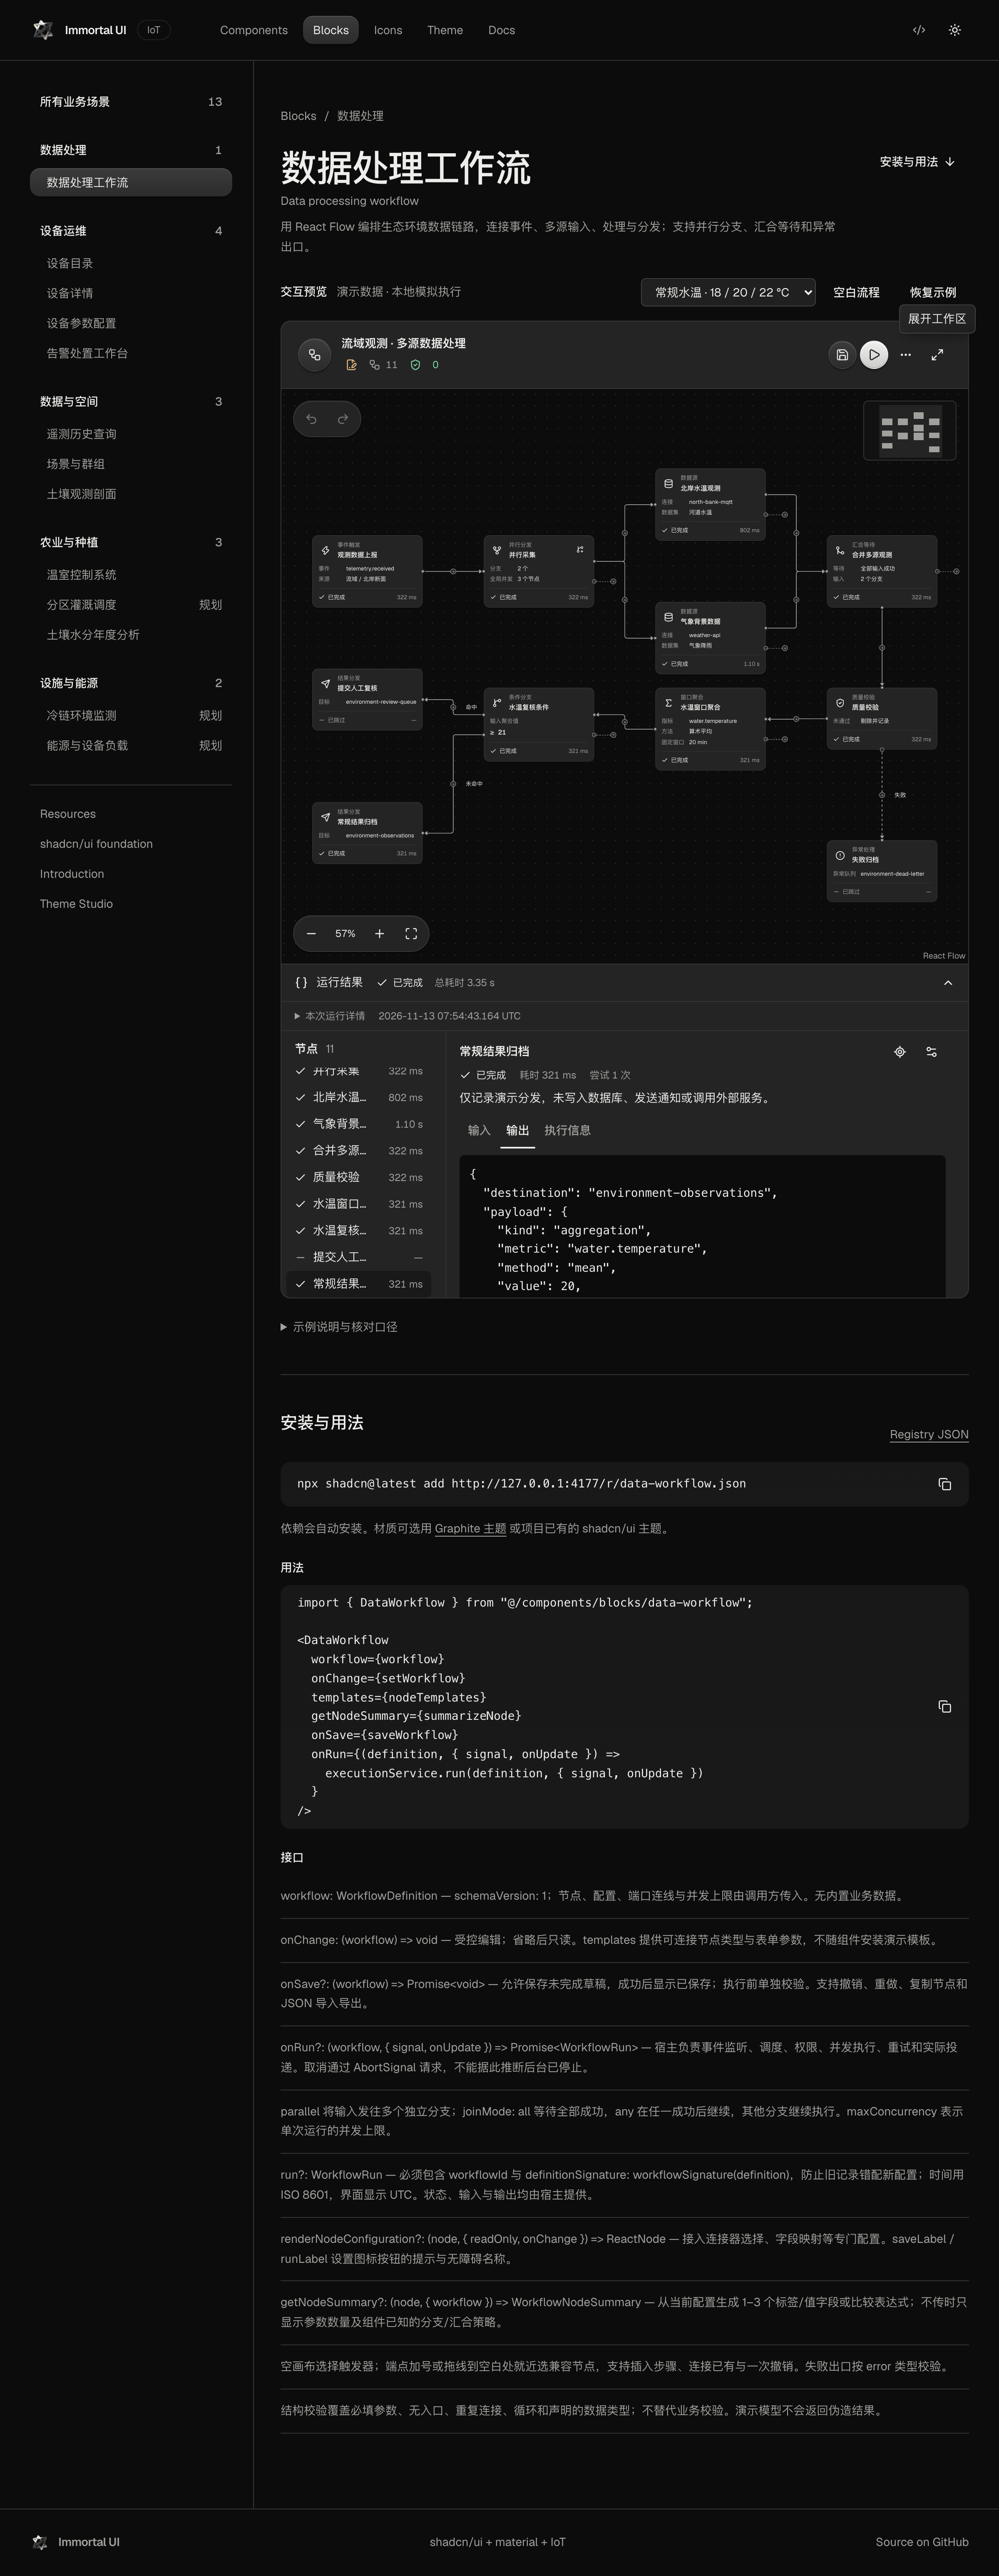 Immortal UI
IoT
Components
Blocks
Icons
Theme
Docs
所有业务场景 13
数据处理 1
数据处理工作流
设备运维 4
设备目录
设备详情
设备参数配置
告警处置工作台
数据与空间 3
遥测历史查询
场景与群组
土壤观测剖面
农业与种植 3
温室控制系统
分区灌溉调度 规划
土壤水分年度分析
设施与能源 2
冷链环境监测 规划
能源与设备负载 规划
Resources
shadcn/ui foundation
Introduction
Theme Studio
Blocks / 数据处理
数据处理工作流
安装与用法
Data processing workflow
用 React Flow 编排生态环境数据链路，连接事件、多源输入、处理与分发；支持并行分支、汇合等待和异常
出口。
交互预览 演示数据 · 本地模拟执行
常规水温 · 18 / 20 / 22 °C
空白流程
恢复示例
展开工作区
流域观测 · 多源数据处理
11 0
数据源
北岸水温观测
连接 north-bank-mqtt
数据集 河道水温
已完成 802 ms
事件触发
观测数据上报
事件 telemetry.received
来源 流域 / 北岸断面
已完成 322 ms
并行分发
并行采集
分支 2 个
全局并发 3 个节点
已完成 322 ms
汇合等待
合并多源观测
等待 全部输入成功
输入 2 个分支
已完成 322 ms
数据源
气象背景数据
连接 weather-api
数据集 气象降雨
已完成 1.10 s
结果分发
提交人工复核
目标 environment-review-queue
已跳过 —
命中
条件分支
水温复核条件
输入聚合值
≥ 21
已完成 321 ms
窗口聚合
水温窗口聚合
指标 water.temperature
方法 算术平均
固定窗口 20 min
已完成 321 ms
质量校验
质量校验
未通过 剔除并记录
已完成 322 ms
未命中
失败
结果分发
常规结果归档
目标 environment-observations
已完成 321 ms
异常处理
失败归档
异常队列 environment-dead-letter
已跳过 —
57%
React Flow
运行结果 已完成 总耗时 3.35 s
本次运行详情 2026-11-13 07:54:43.164 UTC
节点 11
并行采集 322 ms
北岸水温... 802 ms
气象背景... 1.10 s
合并多源... 322 ms
质量校验 322 ms
水温窗口... 321 ms
水温复核... 321 ms
提交人工... —
常规结果... 321 ms
常规结果归档
已完成 耗时 321 ms 尝试 1 次
仅记录演示分发，未写入数据库、发送通知或调用外部服务。
输入 输出 执行信息
{
"destination": "environment-observations",
"payload": {
"kind": "aggregation",
"metric": "water.temperature",
"method": "mean",
"value": 20,
示例说明与核对口径
安装与用法
Registry JSON
npx shadcn@latest add http://127.0.0.1:4177/r/data-workflow.json
依赖会自动安装。材质可选用 Graphite 主题 或项目已有的 shadcn/ui 主题。
用法
import { DataWorkflow } from "@/components/blocks/data-workflow";
<DataWorkflow
workflow={workflow}
onChange={setWorkflow}
templates={nodeTemplates}
getNodeSummary={summarizeNode}
onSave={saveWorkflow}
onRun={(definition, { signal, onUpdate }) =>
executionService.run(definition, { signal, onUpdate })
}
/>
接口
workflow: WorkflowDefinition — schemaVersion: 1；节点、配置、端口连线与并发上限由调用方传入。无内置业务数据。
onChange: (workflow) => void — 受控编辑；省略后只读。templates 提供可连接节点类型与表单参数，不随组件安装演示模板。
onSave?: (workflow) => Promise<void> — 允许保存未完成草稿，成功后显示已保存；执行前单独校验。支持撤销、重做、复制节点和
JSON 导入导出。
onRun?: (workflow, { signal, onUpdate }) => Promise<WorkflowRun> — 宿主负责事件监听、调度、权限、并发执行、重试和实际投
递。取消通过 AbortSignal 请求，不能据此推断后台已停止。
parallel 将输入发往多个独立分支；joinMode: all 等待全部成功，any 在任一成功后继续，其他分支继续执行。maxConcurrency 表示
单次运行的并发上限。
run?: WorkflowRun — 必须包含 workflowId 与 definitionSignature: workflowSignature(definition)，防止旧记录错配新配置；时间用
ISO 8601，界面显示 UTC。状态、输入与输出均由宿主提供。
renderNodeConfiguration?: (node, { readOnly, onChange }) => ReactNode — 接入连接器选择、字段映射等专门配置。saveLabel /
runLabel 设置图标按钮的提示与无障碍名称。
getNodeSummary?: (node, { workflow }) => WorkflowNodeSummary — 从当前配置生成 1–3 个标签/值字段或比较表达式；不传时只
显示参数数量及组件已知的分支/汇合策略。
空画布选择触发器；端点加号或拖线到空白处就近选兼容节点，支持插入步骤、连接已有与一次撤销。失败出口按 error 类型校验。
结构校验覆盖必填参数、无入口、重复连接、循环和声明的数据类型；不替代业务校验。演示模型不会返回伪造结果。
Immortal UI
shadcn/ui + material + IoT
Source on GitHub